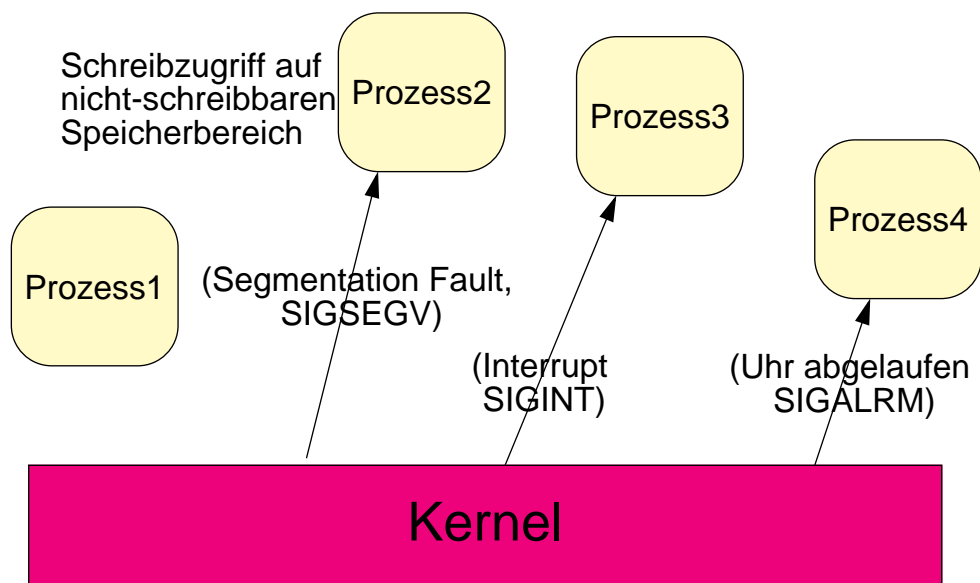 Schreibzugriff auf
nicht-schreibbaren
Speicherbereich
Prozess2
Prozess3
Prozess4
Prozess1
(Segmentation Fault,
SIGSEGV)
(Interrupt
SIGINT)
(Uhr abgelaufen
SIGALRM)
Kernel